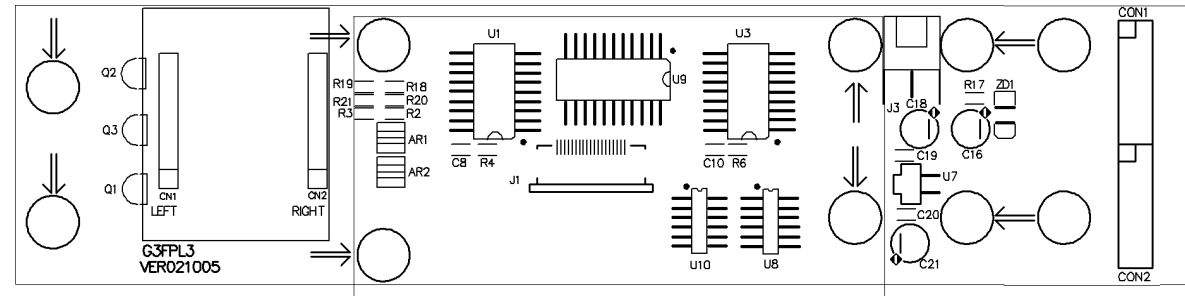 CON1
U1
U3
Q2
U9
R19
R18
R17
ZD1
R21
R20
C18
R3
R2
J3
Q3
AR1
C8
R4
C10
R6
C19
C16
AR2
J1
U7
Q1
CN1
CN2
LEFT
RIGHT
C20
G3FPL3
VER021005
U10
U8
C21
CON2